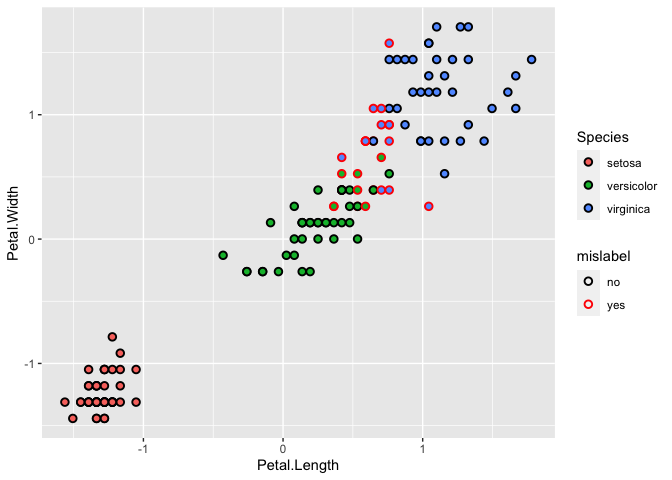 1
0
-1
Petal.Width
-1
0
1
Petal.Length
Species
setosa
versicolor
virginica
mislabel
no
yes